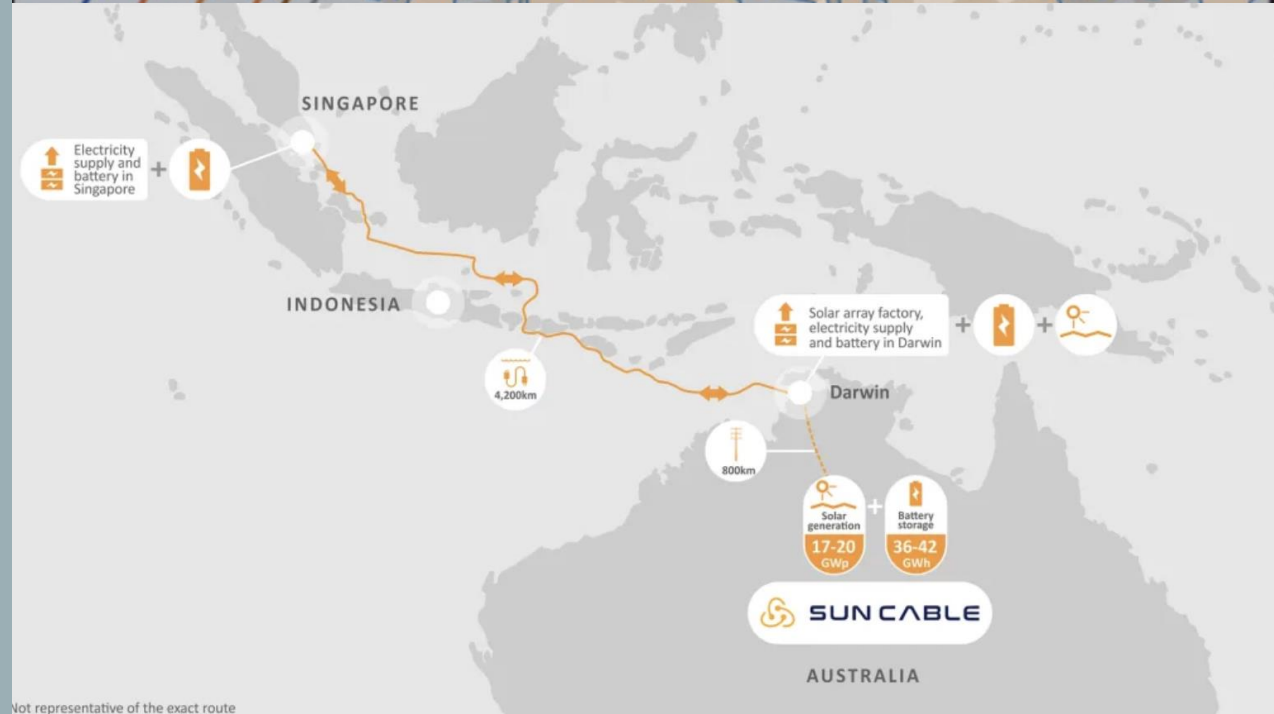 SINGAPORE
Electricity
supply and
battery in
Singapore
INDONESIA
4,200km
Solar array factory,
electricity supply
and battery in Darwin
Darwin
800km
Solar
generation
17-20
GWp
Battery
storage
36-42
GWh
SUN CABLE
AUSTRALIA
Not representative of the exact route